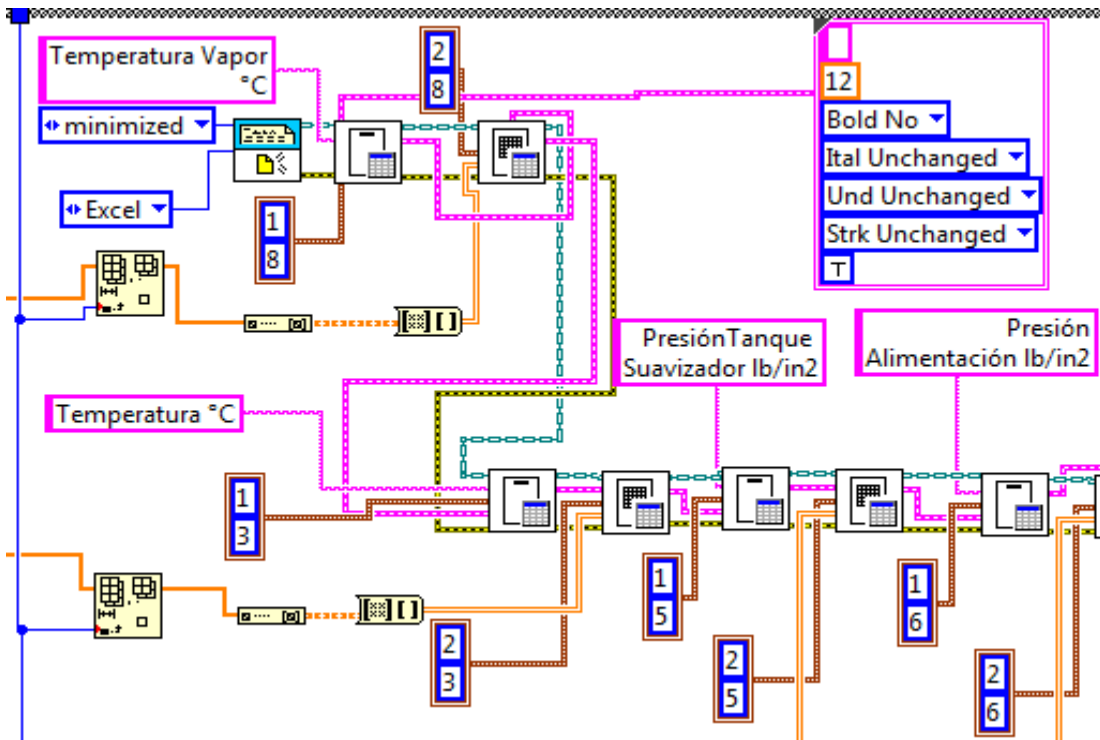 Temperatura Vapor
°C
2
8
12
minimized
Bold No
Ital Unchanged
Excel
Und Unchanged
1
8
Strk Unchanged
T
PresiónTanque
Suavizador lb/in2
Presión
Alimentación lb/in2
Temperatura °C
1
3
1
5
1
6
2
3
2
5
2
6